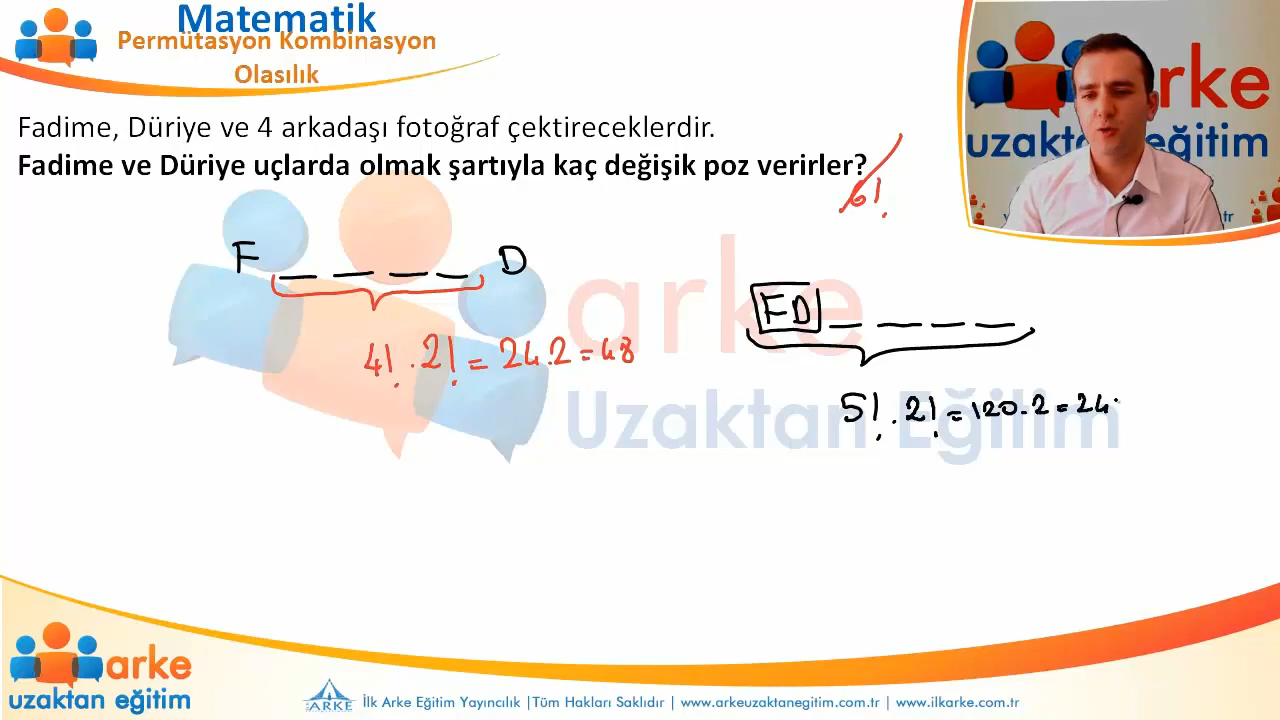 Matematik
Permütasyon Kombinasyon
Olasılık
arke
uzaktan eğitim
Fadime, Düriye ve 4 arkadaşı fotoğraf çektireceklerdir.
Fadime ve Düriye uçlarda olmak şartıyla kaç değişik poz verirler?
6!
F _ _ _ _ D
4! . 2! = 24.2 = 48
FD _ _ _ _
5! . 2! = 120.2 = 24
arke
Uzaktan Eğitim
arke
uzaktan eğitim
ARKE
İlk Arke Eğitim Yayıncılık |Tüm Hakları Saklıdır | www.arkeuzaktanegitim.com.tr | www.ilkarke.com.tr